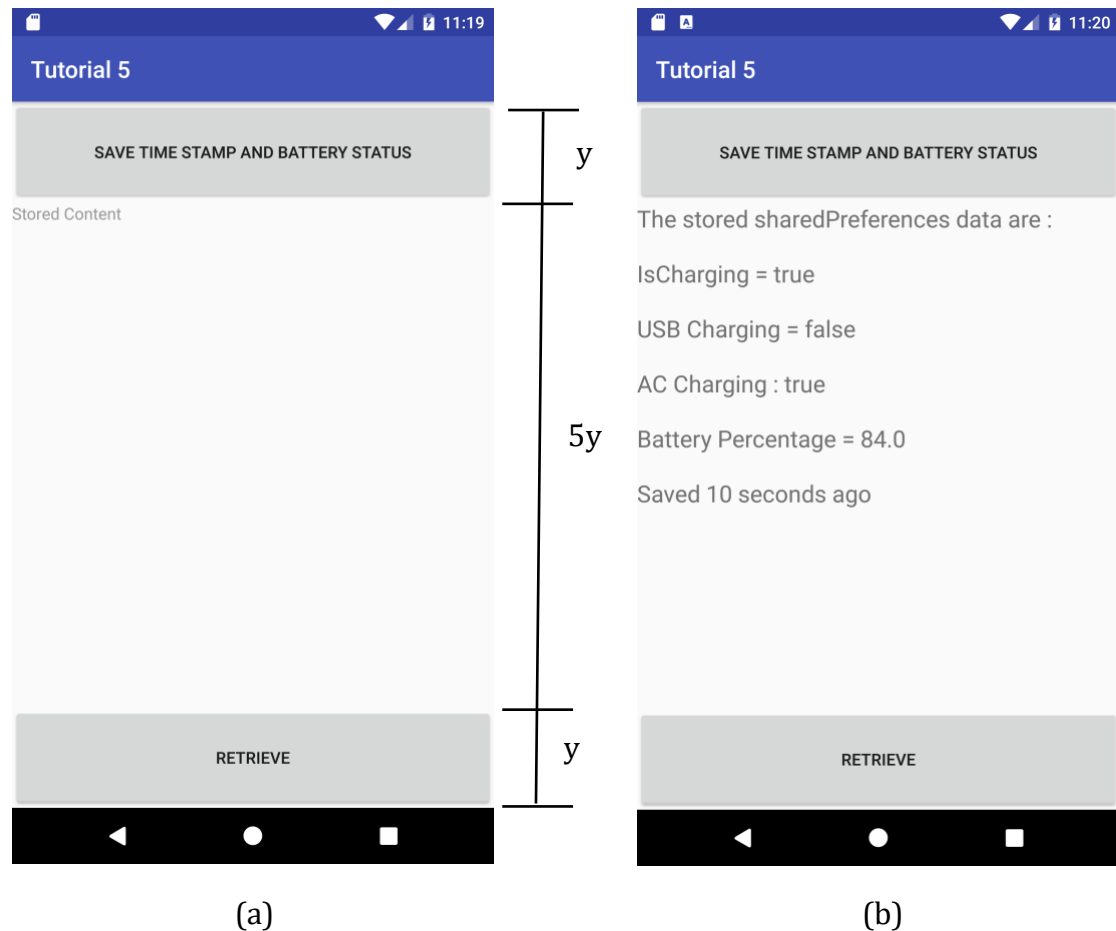 11:19
Tutorial 5
SAVE TIME STAMP AND BATTERY STATUS
Stored Content
RETRIEVE
(a)
y
5y
y
A
11:20
Tutorial 5
SAVE TIME STAMP AND BATTERY STATUS
The stored sharedPreferences data are :
IsCharging = true
USB Charging = false
AC Charging : true
Battery Percentage = 84.0
Saved 10 seconds ago
RETRIEVE
(b)